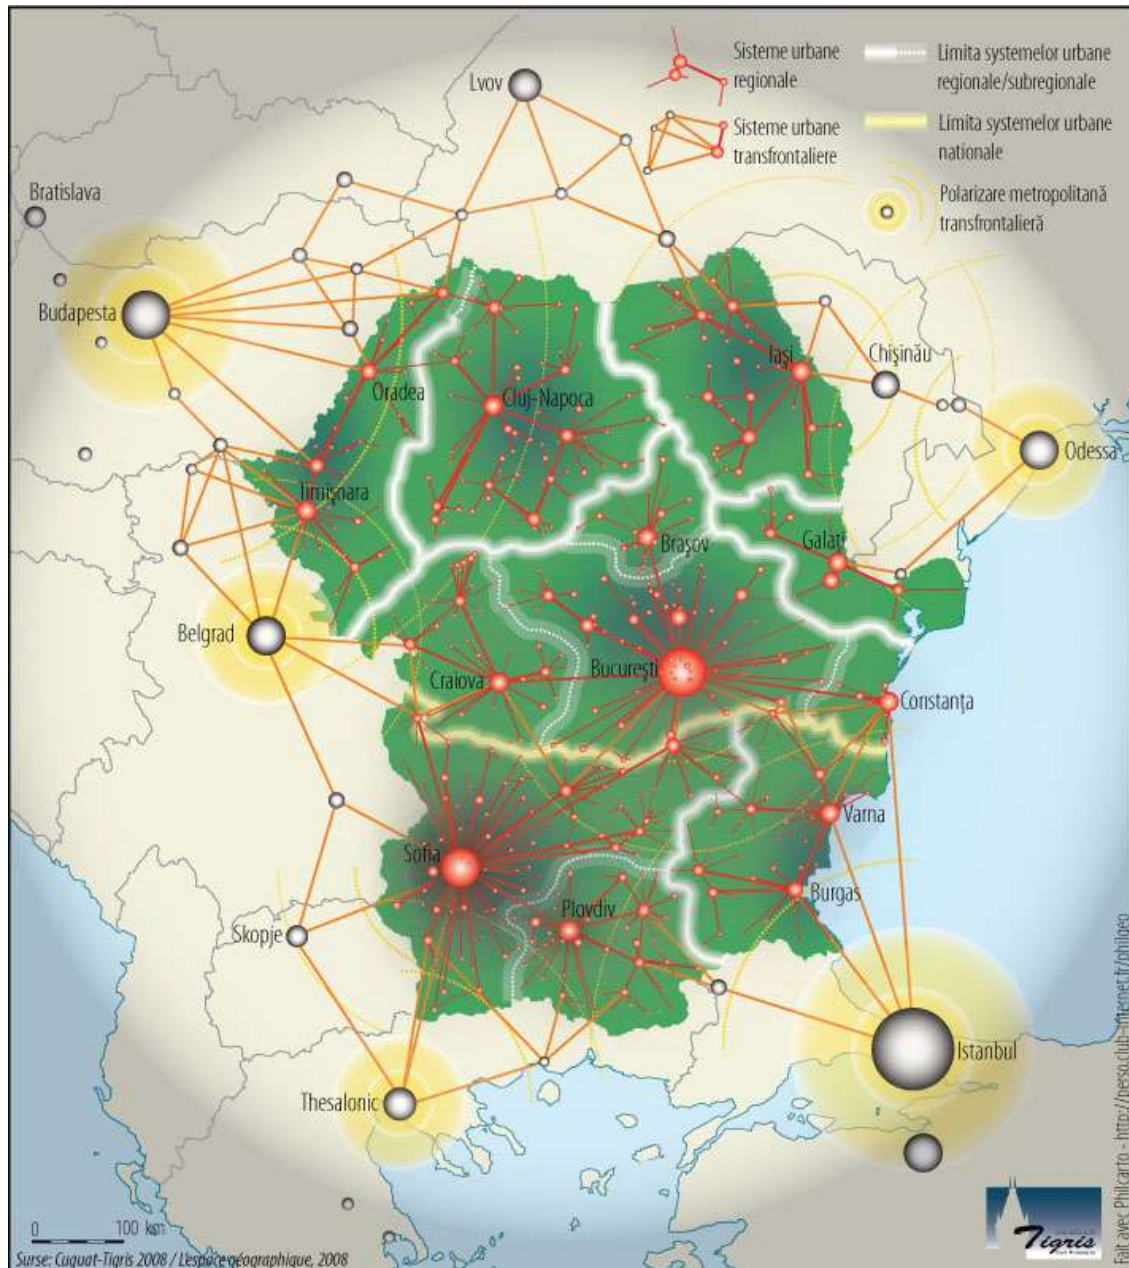 Sisteme urbane
regionale
Limita systemelor urbane
regionale/subregionale
Sisteme urbane
transfrontaliere
Limita systemelor urbane
nationale
Polarizare metropolitană
transfrontalieră
Lvov
Bratislava
Budapesta
Oradea
Cluj-Napoca
Iaşi
Chişinău
Odessa
Timişoara
Braşov
Galaţi
Belgrad
Craiova
Bucureşti
Constanţa
Varna
Sofia
Burgas
Plovdiv
Skopje
Istanbul
Thesalonic
0 100 km
Surse: Cuguat-Tigris 2008 / L'espace géographique, 2008
Tigris
Fait avec Philcarto - http://perso.club-internet.fr/philgeo